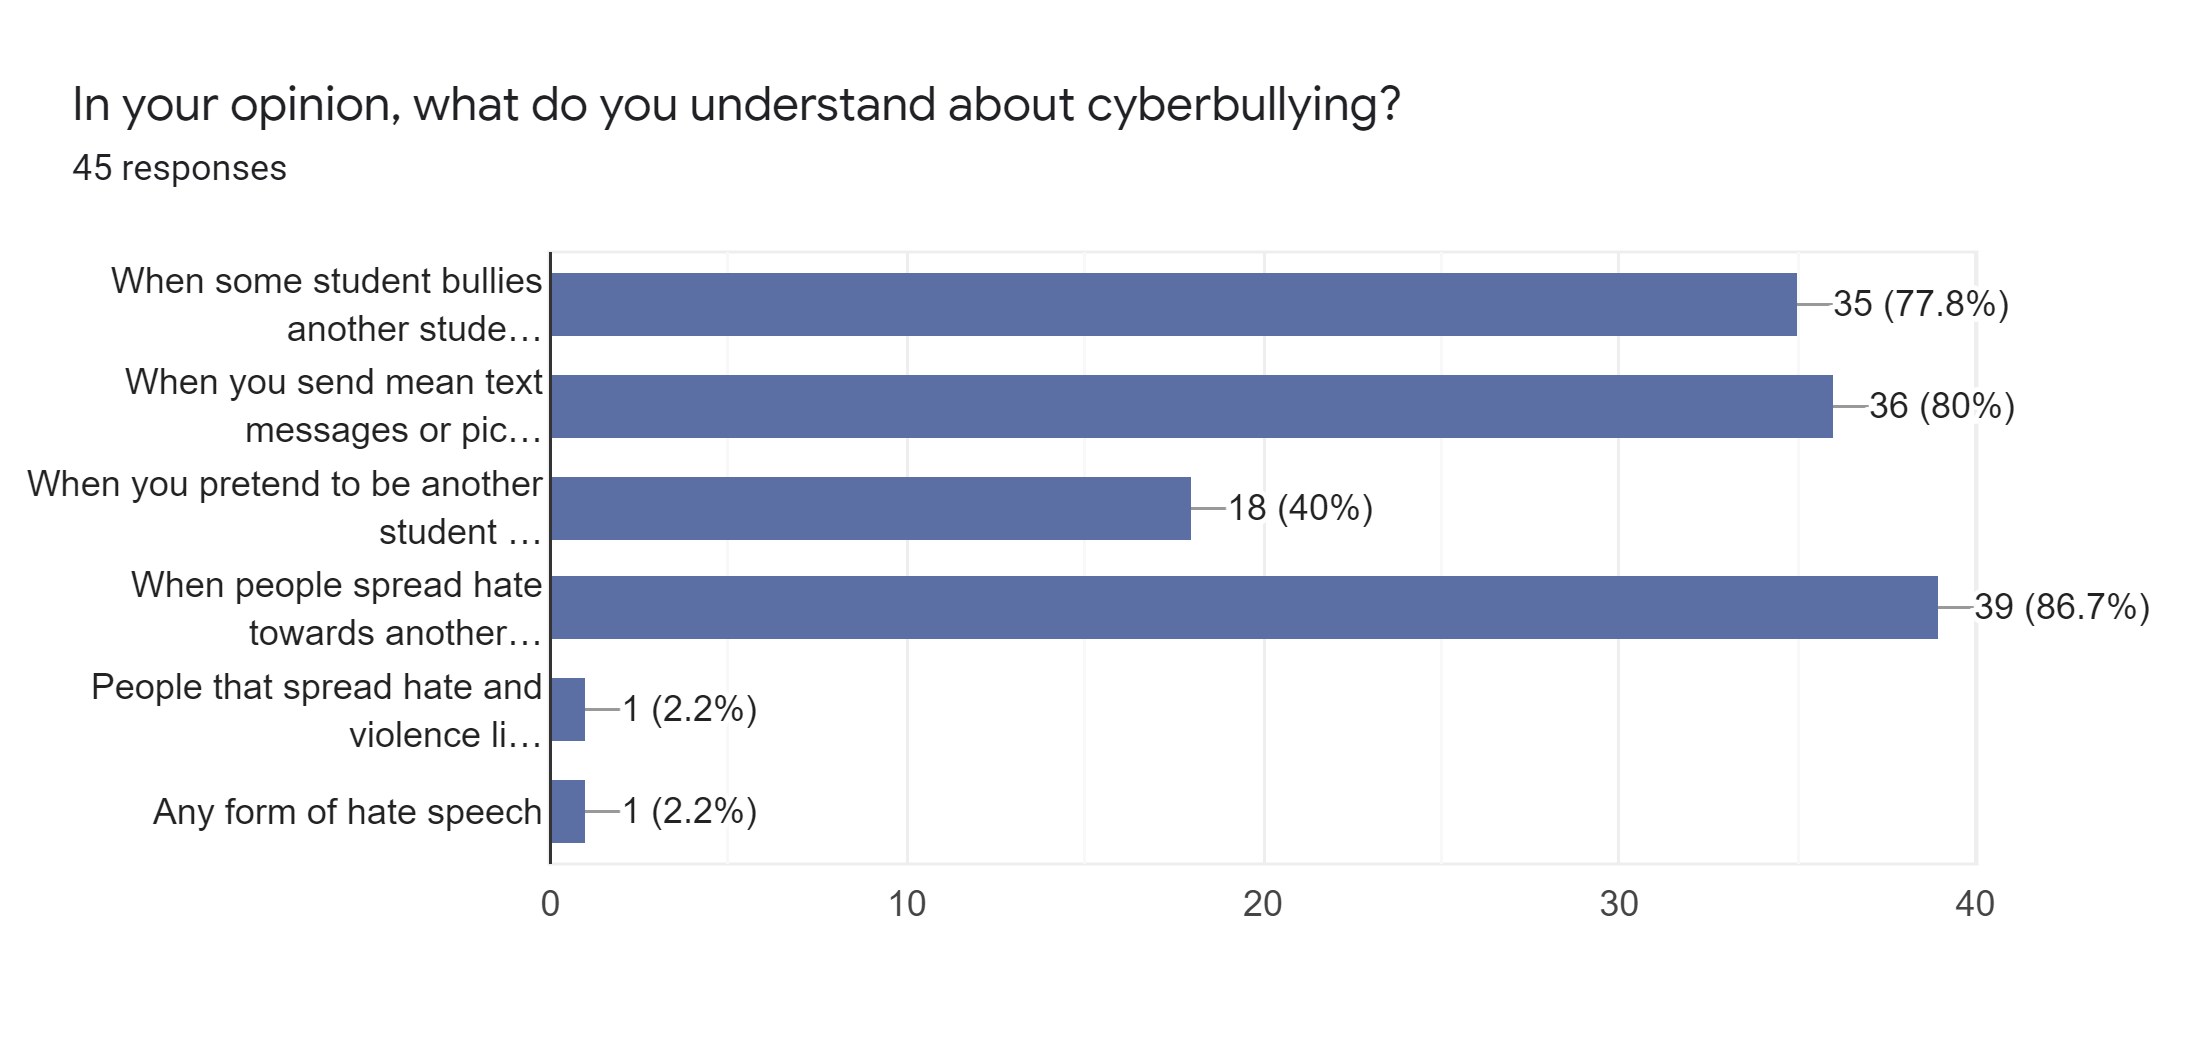 In your opinion, what do you understand about cyberbullying?
45 responses
When some student bullies
another stude…
35 (77.8%)
When you send mean text
messages or pic…
36 (80%)
When you pretend to be another
student …
18 (40%)
When people spread hate
towards another…
39 (86.7%)
People that spread hate and
violence li…
1 (2.2%)
Any form of hate speech
1 (2.2%)
0 10 20 30 40